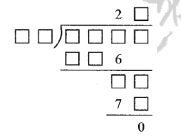 2 □
□ □ ) □ □ □ □
□ □ 6
□ □
7 □
0